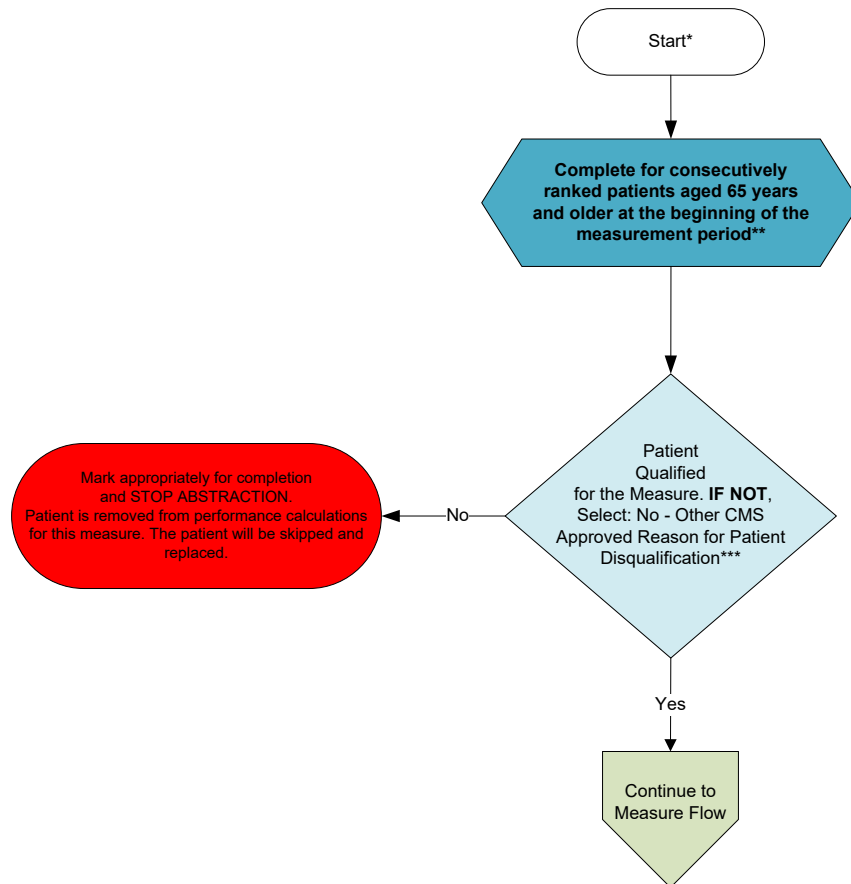 Start*
Complete for consecutively
ranked patients aged 65 years
and older at the beginning of the
measurement period**
Patient
Qualified
for the Measure. IF NOT,
Select: No - Other CMS
Approved Reason for Patient
Disqualification***
No
Mark appropriately for completion
and STOP ABSTRACTION.
Patient is removed from performance calculations
for this measure. The patient will be skipped and
replaced.
Yes
Continue to
Measure Flow